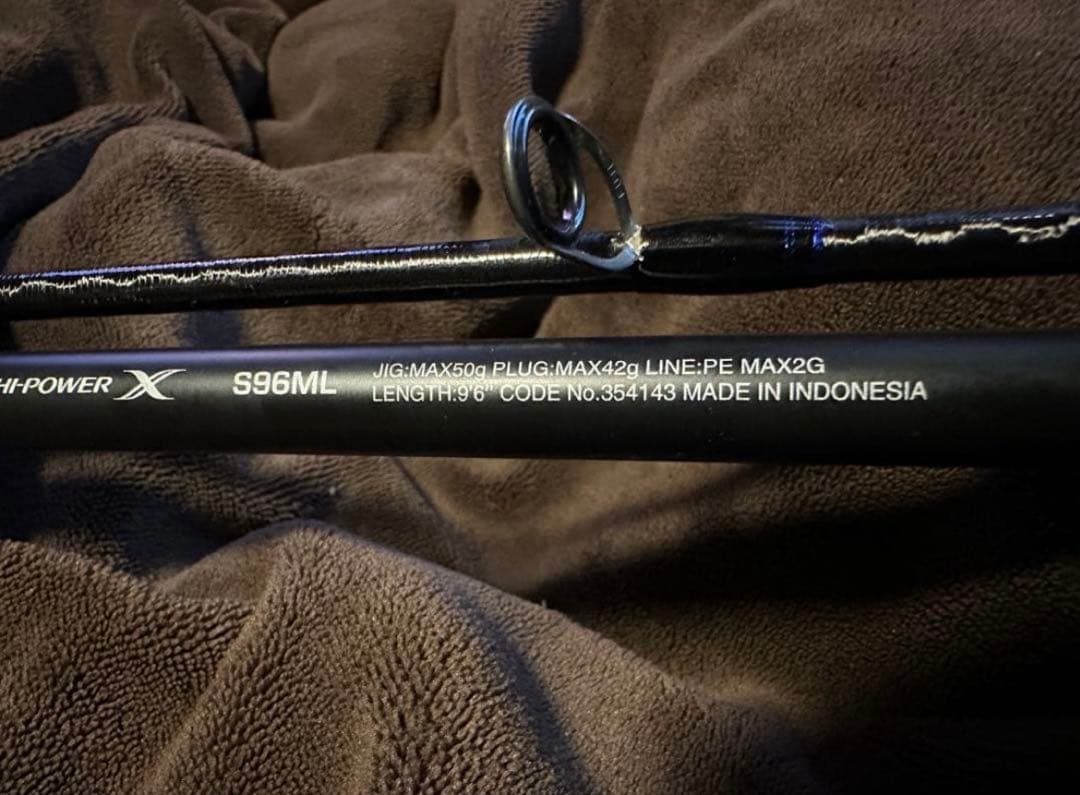 HI-POWER X S96ML
JIG:MAX50g PLUG:MAX42g LINE:PE MAX2G
LENGTH:9'6" CODE No.354143 MADE IN INDONESIA